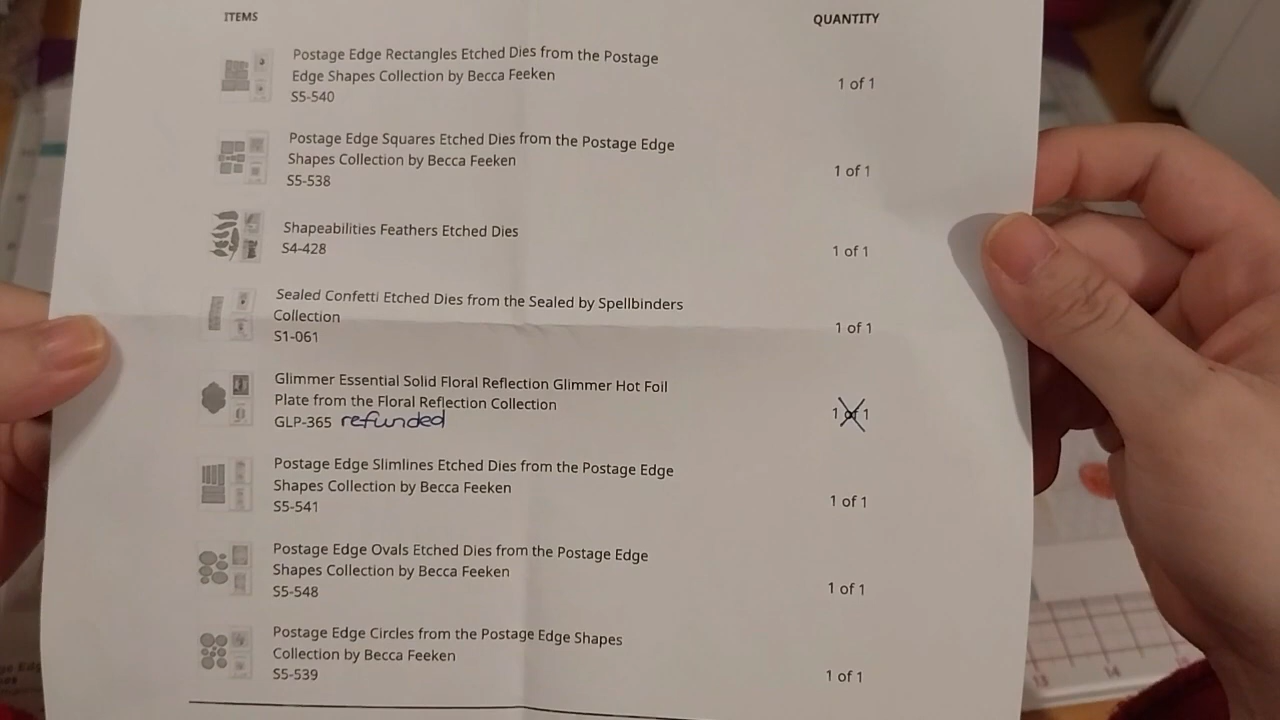 ITEMS QUANTITY
Postage Edge Rectangles Etched Dies from the Postage
Edge Shapes Collection by Becca Feeken
S5-540
1 of 1
Postage Edge Squares Etched Dies from the Postage Edge
Shapes Collection by Becca Feeken
S5-538
1 of 1
Shapeabilities Feathers Etched Dies
S4-428
1 of 1
Sealed Confetti Etched Dies from the Sealed by Spellbinders
Collection
S1-061
1 of 1
Glimmer Essential Solid Floral Reflection Glimmer Hot Foil
Plate from the Floral Reflection Collection
GLP-365 refunded
1 of 1
Postage Edge Slimlines Etched Dies from the Postage Edge
Shapes Collection by Becca Feeken
S5-541
1 of 1
Postage Edge Ovals Etched Dies from the Postage Edge
Shapes Collection by Becca Feeken
S5-548
1 of 1
Postage Edge Circles from the Postage Edge Shapes
Collection by Becca Feeken
S5-539
1 of 1
13 14